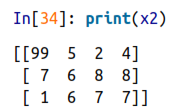 In[34]: print(x2)
[[99  5  2  4]
 [ 7  6  8  8]
 [ 1  6  7  7]]